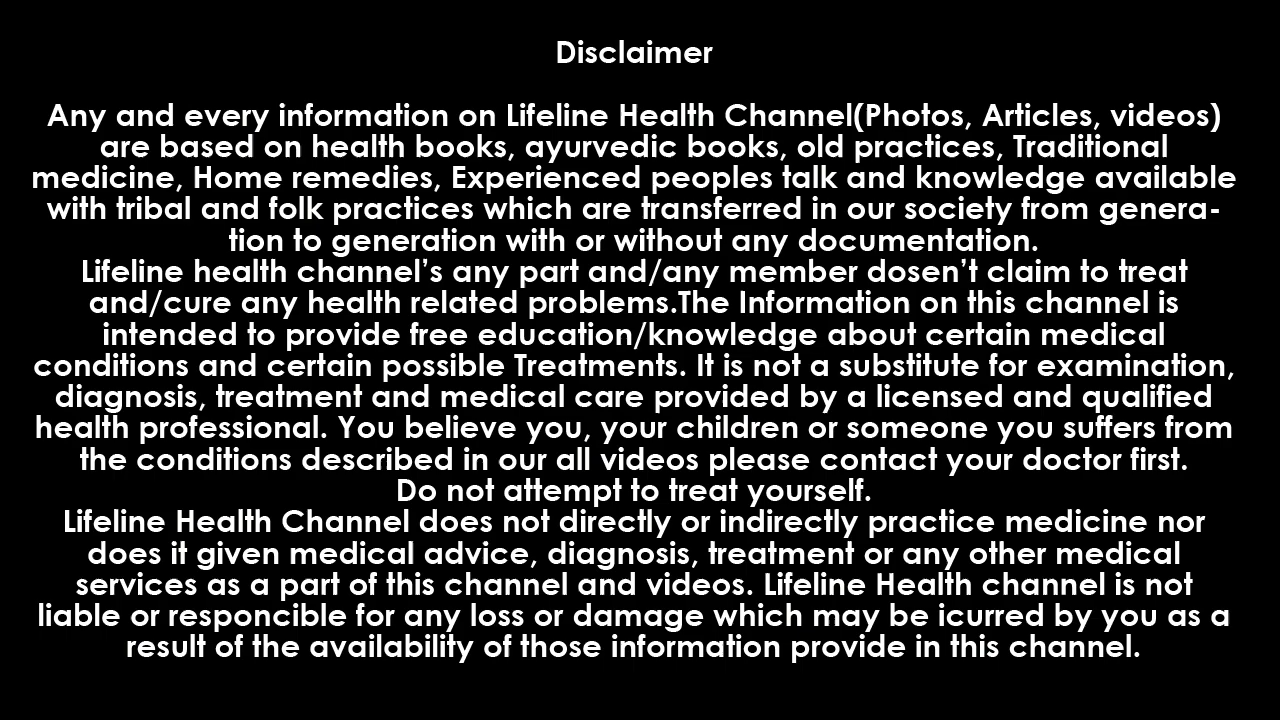 Disclaimer
Any and every information on Lifeline Health Channel(Photos, Articles, videos)
are based on health books, ayurvedic books, old practices, Traditional
medicine, Home remedies, Experienced peoples talk and knowledge available
with tribal and folk practices which are transferred in our society from genera-
tion to generation with or without any documentation.
Lifeline health channel’s any part and/any member dosen’t claim to treat
and/cure any health related problems.The Information on this channel is
intended to provide free education/knowledge about certain medical
conditions and certain possible Treatments. It is not a substitute for examination,
diagnosis, treatment and medical care provided by a licensed and qualified
health professional. You believe you, your children or someone you suffers from
the conditions described in our all videos please contact your doctor first.
Do not attempt to treat yourself.
Lifeline Health Channel does not directly or indirectly practice medicine nor
does it given medical advice, diagnosis, treatment or any other medical
services as a part of this channel and videos. Lifeline Health channel is not
liable or responcible for any loss or damage which may be icurred by you as a
result of the availability of those information provide in this channel.